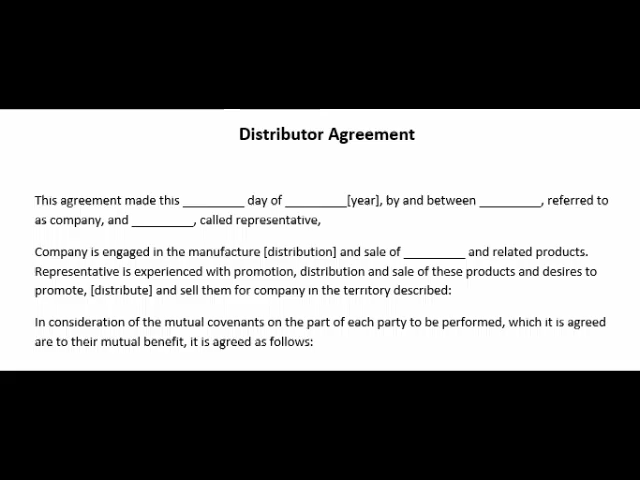 Distributor Agreement
This agreement made this _________ day of _________[year], by and between _________, referred to
as company, and _________, called representative,
Company is engaged in the manufacture [distribution] and sale of _________ and related products.
Representative is experienced with promotion, distribution and sale of these products and desires to
promote, [distribute] and sell them for company in the territory described:
In consideration of the mutual covenants on the part of each party to be performed, which it is agreed
are to their mutual benefit, it is agreed as follows: